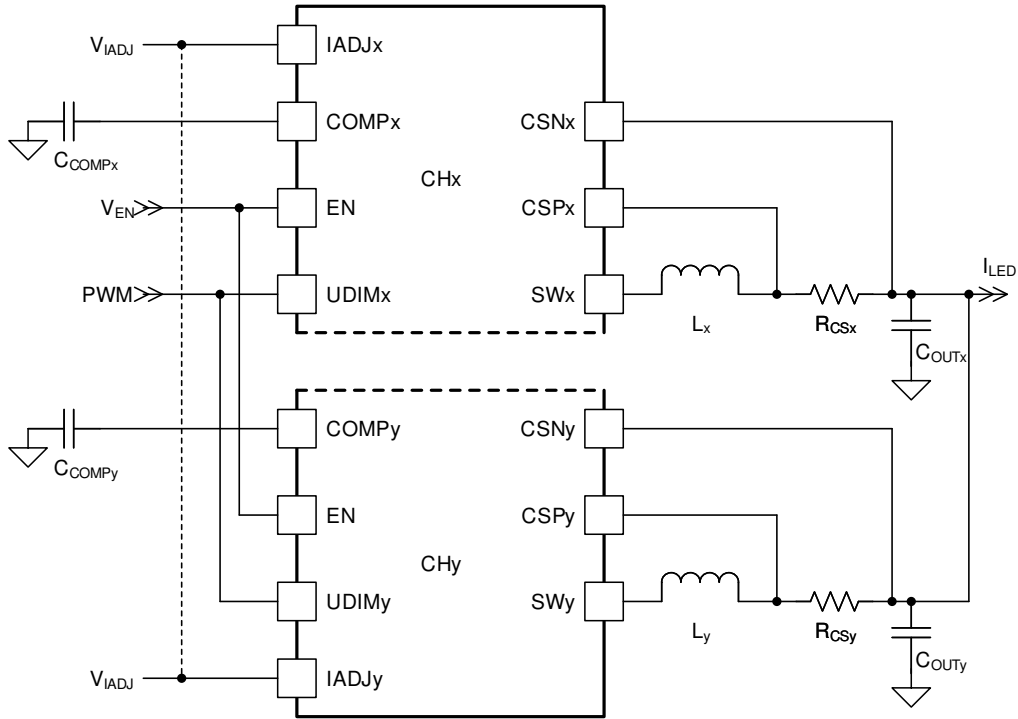 V_IADJ
IADJx
COMPx
CSNx
C_COMPx
CHx
V_EN
EN
CSPx
I_LED
PWM
UDIMx
SWx
L_x
R_CSx
C_OUTx
COMPy
CSNy
C_COMPy
EN
CSPy
CHy
UDIMy
SWy
L_y
R_CSy
C_OUTy
V_IADJ
IADJy